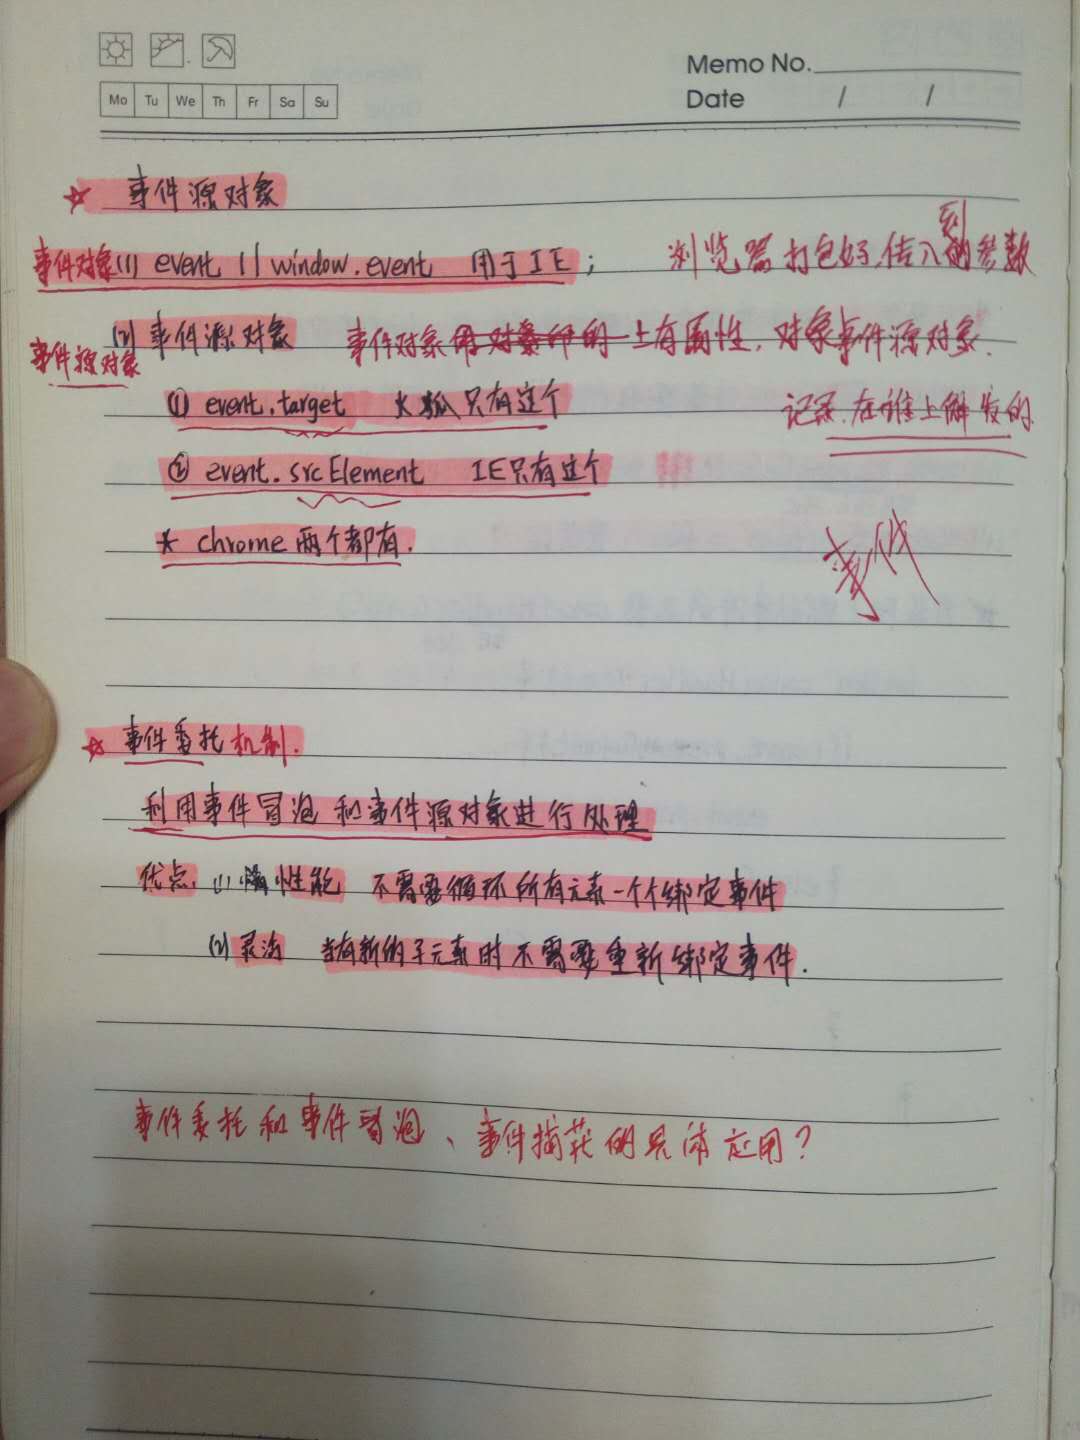 Memo No.
Mo Tu We Th Fr Sa Su
Date / /
☆ 事件源对象
事件对象(1) event || window.event 用于IE; 浏览器打包好,传入到的参数
事件源对象 (2) 事件源对象 事件对象 上有属性,对象事件源对象.
① event.target 火狐只有这个 记录,在谁上触发的
② event.srcElement IE只有这个
* chrome 两个都有.
事件
☆ 事件委托机制.
利用事件冒泡和事件源对象进行处理
优点, (1) 性能 不需要循环所有元素一个个绑定事件
(2) 灵活 当有新的子元素时不需要重新绑定事件.
事件委托和事件冒泡、事件捕获的具体应用?